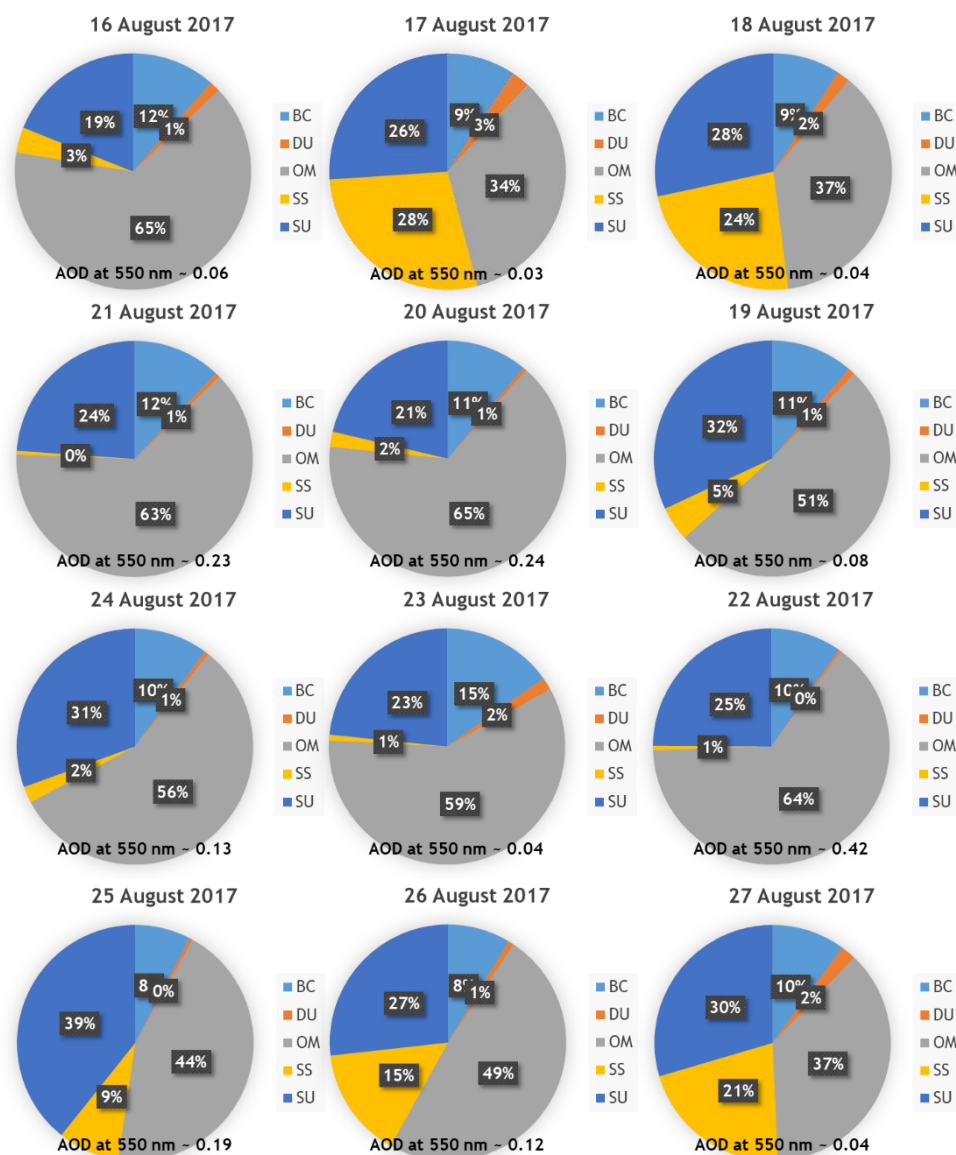 16 August 2017
19%
12%
1%
3%
65%
BC
DU
OM
SS
SU
AOD at 550 nm ~ 0.06
17 August 2017
26%
9%
3%
34%
28%
BC
DU
OM
SS
SU
AOD at 550 nm ~ 0.03
18 August 2017
28%
9%
2%
37%
24%
BC
DU
OM
SS
SU
AOD at 550 nm ~ 0.04
21 August 2017
24%
12%
1%
0%
63%
BC
DU
OM
SS
SU
AOD at 550 nm ~ 0.23
20 August 2017
21%
11%
1%
2%
65%
BC
DU
OM
SS
SU
AOD at 550 nm ~ 0.24
19 August 2017
32%
11%
1%
5%
51%
BC
DU
OM
SS
SU
AOD at 550 nm ~ 0.08
24 August 2017
31%
10%
1%
2%
56%
BC
DU
OM
SS
SU
AOD at 550 nm ~ 0.13
23 August 2017
23%
15%
2%
1%
59%
BC
DU
OM
SS
SU
AOD at 550 nm ~ 0.04
22 August 2017
25%
10%
0%
1%
64%
BC
DU
OM
SS
SU
AOD at 550 nm ~ 0.42
25 August 2017
39%
8
0%
44%
9%
BC
DU
OM
SS
SU
AOD at 550 nm ~ 0.19
26 August 2017
27%
8%
1%
49%
15%
BC
DU
OM
SS
SU
AOD at 550 nm ~ 0.12
27 August 2017
30%
10%
2%
37%
21%
BC
DU
OM
SS
SU
AOD at 550 nm ~ 0.04